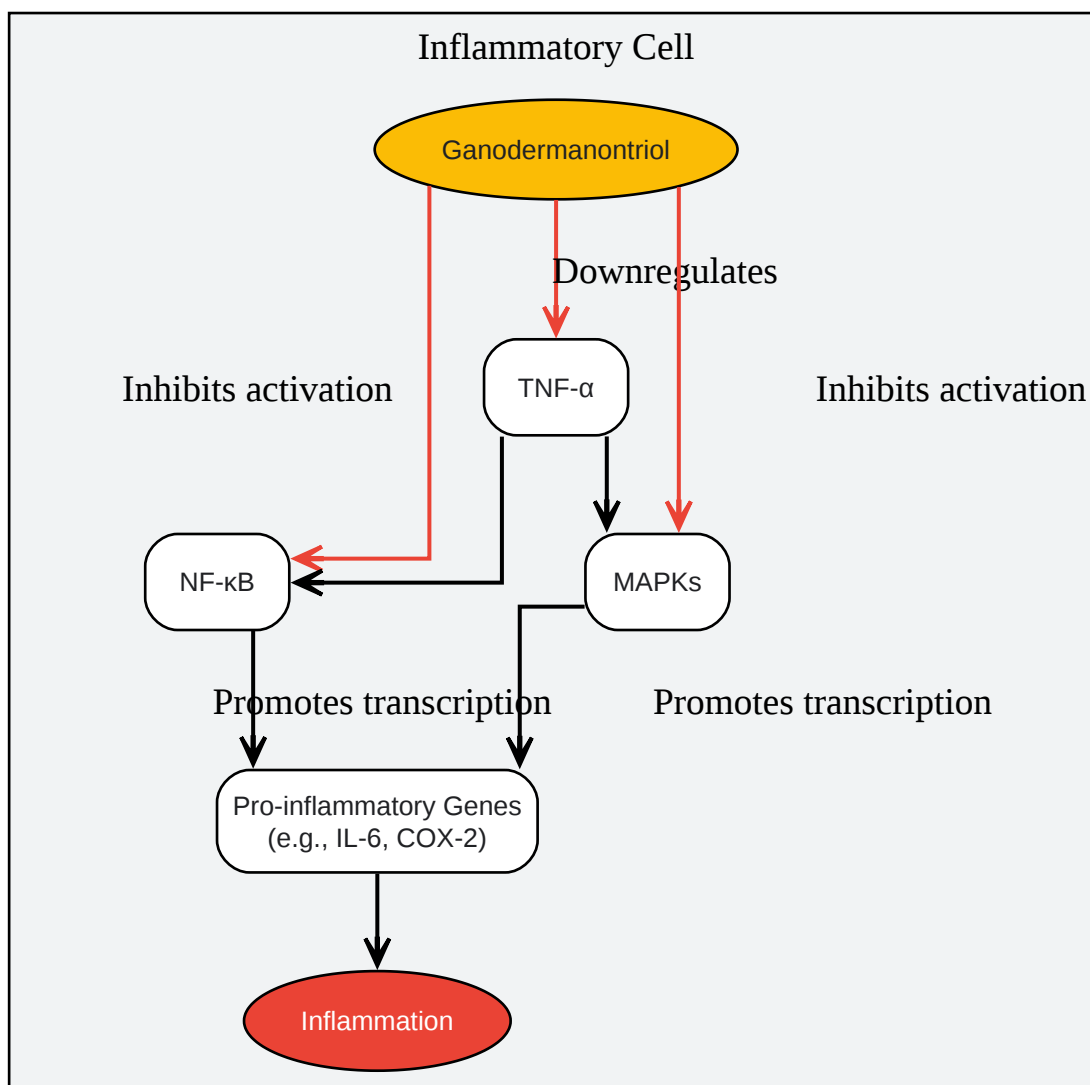 Inflammatory Cell
Ganodermanontriol
Downregulates
Inhibits activation
TNF-α
Inhibits activation
NF-κB
MAPKs
Promotes transcription
Promotes transcription
Pro-inflammatory Genes
(e.g., IL-6, COX-2)
Inflammation